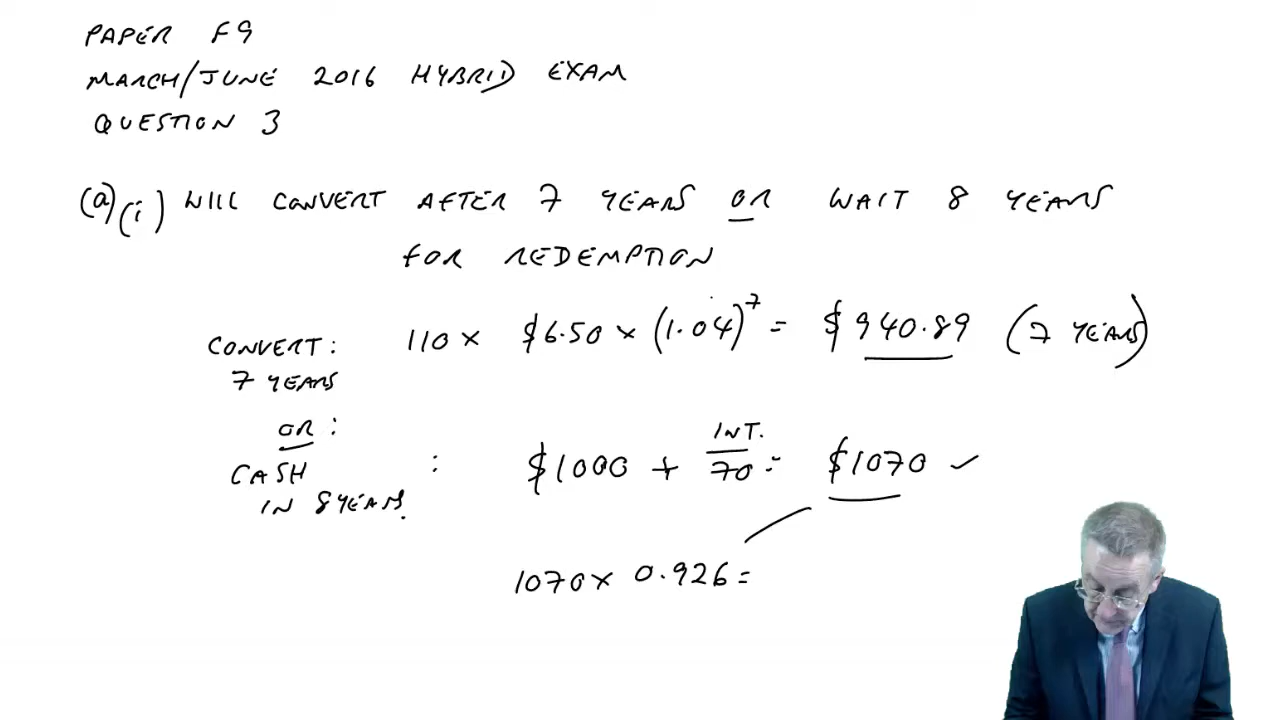 PAPER F9
MARCH/JUNE 2016 HYBRID EXAM
QUESTION 3
(a)(i) WILL CONVERT AFTER 7 YEARS OR WAIT 8 YEARS
FOR REDEMPTION
CONVERT: 110 x $6.50 x (1.04)^7 = $940.89 (7 YEARS)
7 YEARS
OR:
INT.
CASH : $1000 + 70 = $1070 ✓
IN 8 YEARS.
1070 x 0.926 =